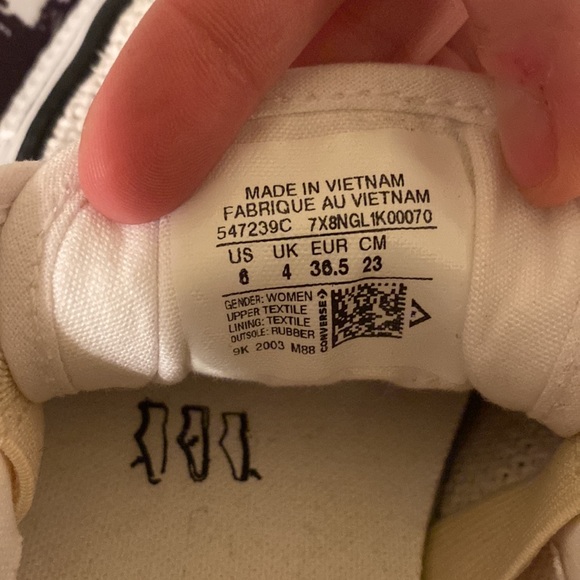 MADE IN VIETNAM
FABRIQUE AU VIETNAM
547239C 7X8NGL1K00070
US UK EUR CM
6 4 36.5 23
GENDER: WOMEN
UPPER TEXTILE
LINING: TEXTILE
OUTSOLE: RUBBER
9K 2003 M88
CONVERSE